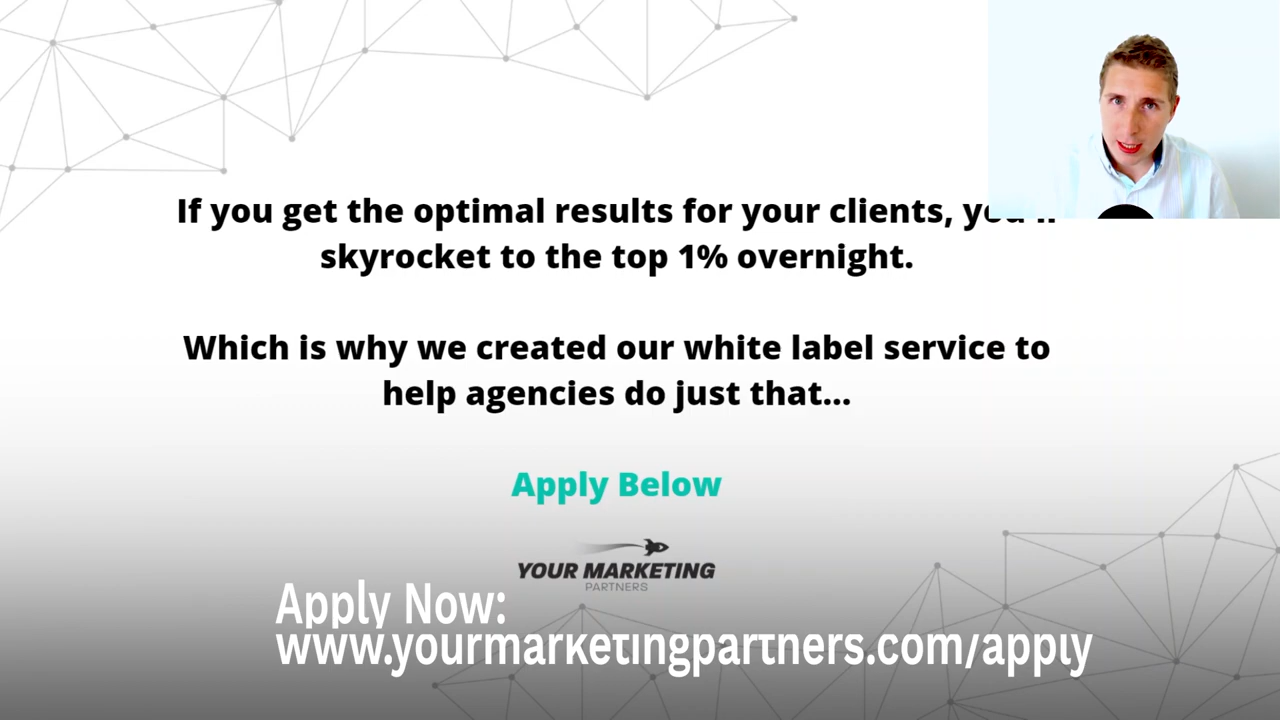 If you get the optimal results for your clients,
skyrocket to the top 1% overnight.
Which is why we created our white label service to
help agencies do just that...
Apply Below
YOUR MARKETING
PARTNERS
Apply Now:
www.yourmarketingpartners.com/apply